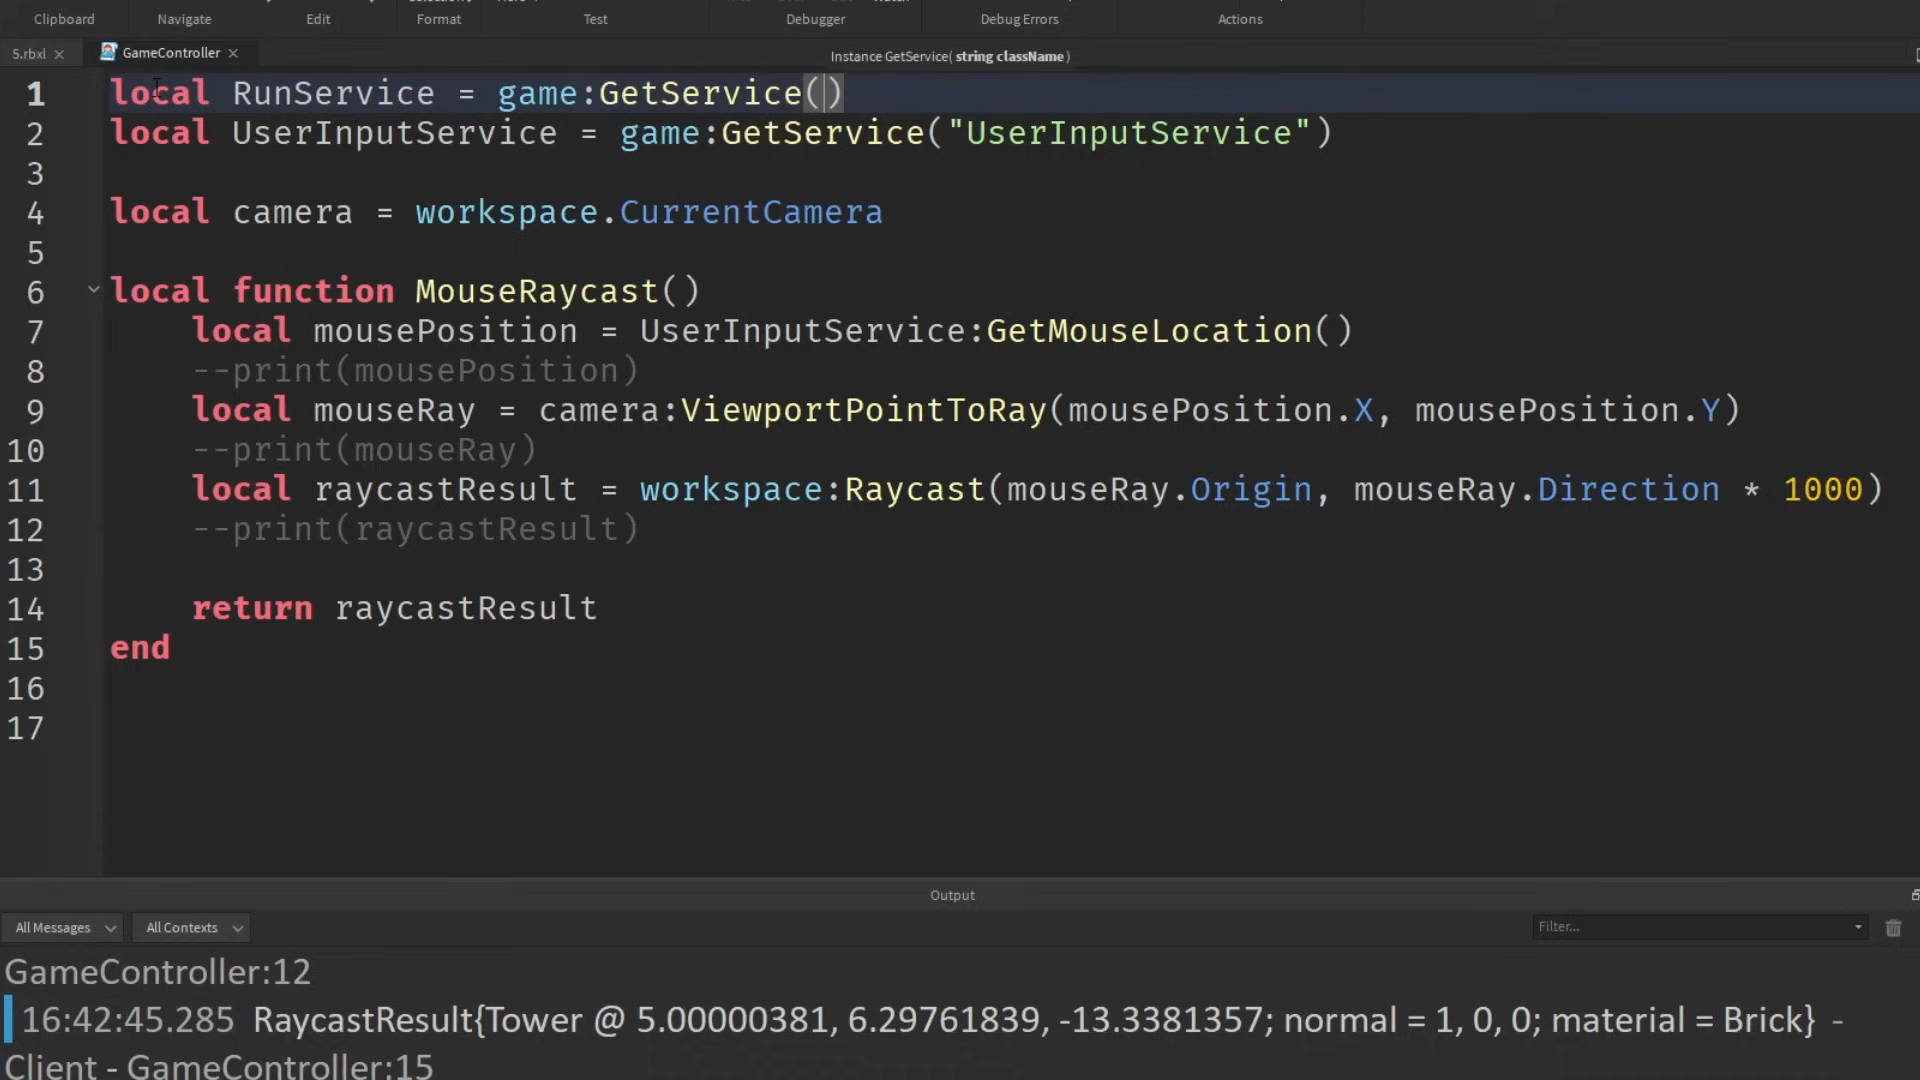 Clipboard Navigate Edit Format Test Debugger Debug Errors Actions
5.rbxl GameController
Instance GetService( string className )
1 local RunService = game:GetService()
2 local UserInputService = game:GetService("UserInputService")
3
4 local camera = workspace.CurrentCamera
5
6 local function MouseRaycast()
7 local mousePosition = UserInputService:GetMouseLocation()
8 --print(mousePosition)
9 local mouseRay = camera:ViewportPointToRay(mousePosition.X, mousePosition.Y)
10 --print(mouseRay)
11 local raycastResult = workspace:Raycast(mouseRay.Origin, mouseRay.Direction * 1000)
12 --print(raycastResult)
13
14 return raycastResult
15 end
16
17
Output
All Messages All Contexts Filter...
GameController:12
16:42:45.285 RaycastResult{Tower @ 5.00000381, 6.29761839, -13.3381357; normal = 1, 0, 0; material = Brick} -
Client - GameController:15